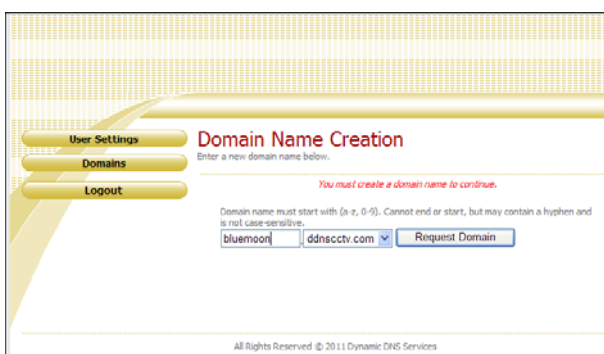 User Settings
Domains
Logout
Domain Name Creation
Enter a new domain name below.
You must create a domain name to continue.
Domain name must start with (a-z, 0-9). Cannot end or start, but may contain a hyphen and
is not case-sensitive.
bluemoon . ddnscctv.com Request Domain
All Rights Reserved © 2011 Dynamic DNS Services